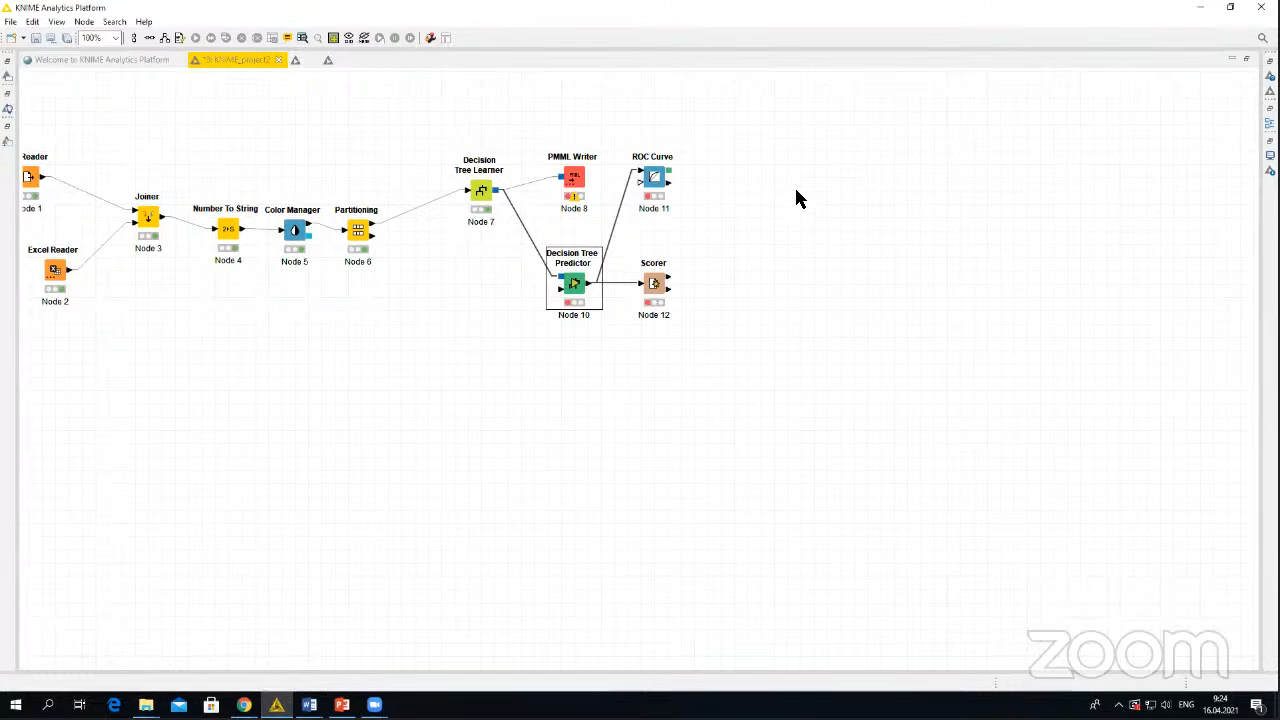 KNIME Analytics Platform
File Edit View Node Search Help
100%
Welcome to KNIME Analytics Platform
*3: KNIME_project2
Reader
ode 1
Excel Reader
Node 2
Joiner
Node 3
Number To String
2+S
Node 4
Color Manager
Node 5
Partitioning
Node 6
Decision
Tree Learner
Node 7
PMML Writer
Node 8
ROC Curve
Node 11
Decision Tree
Predictor
Node 10
Scorer
Node 12
zoom
ENG
9:24
16.04.2021